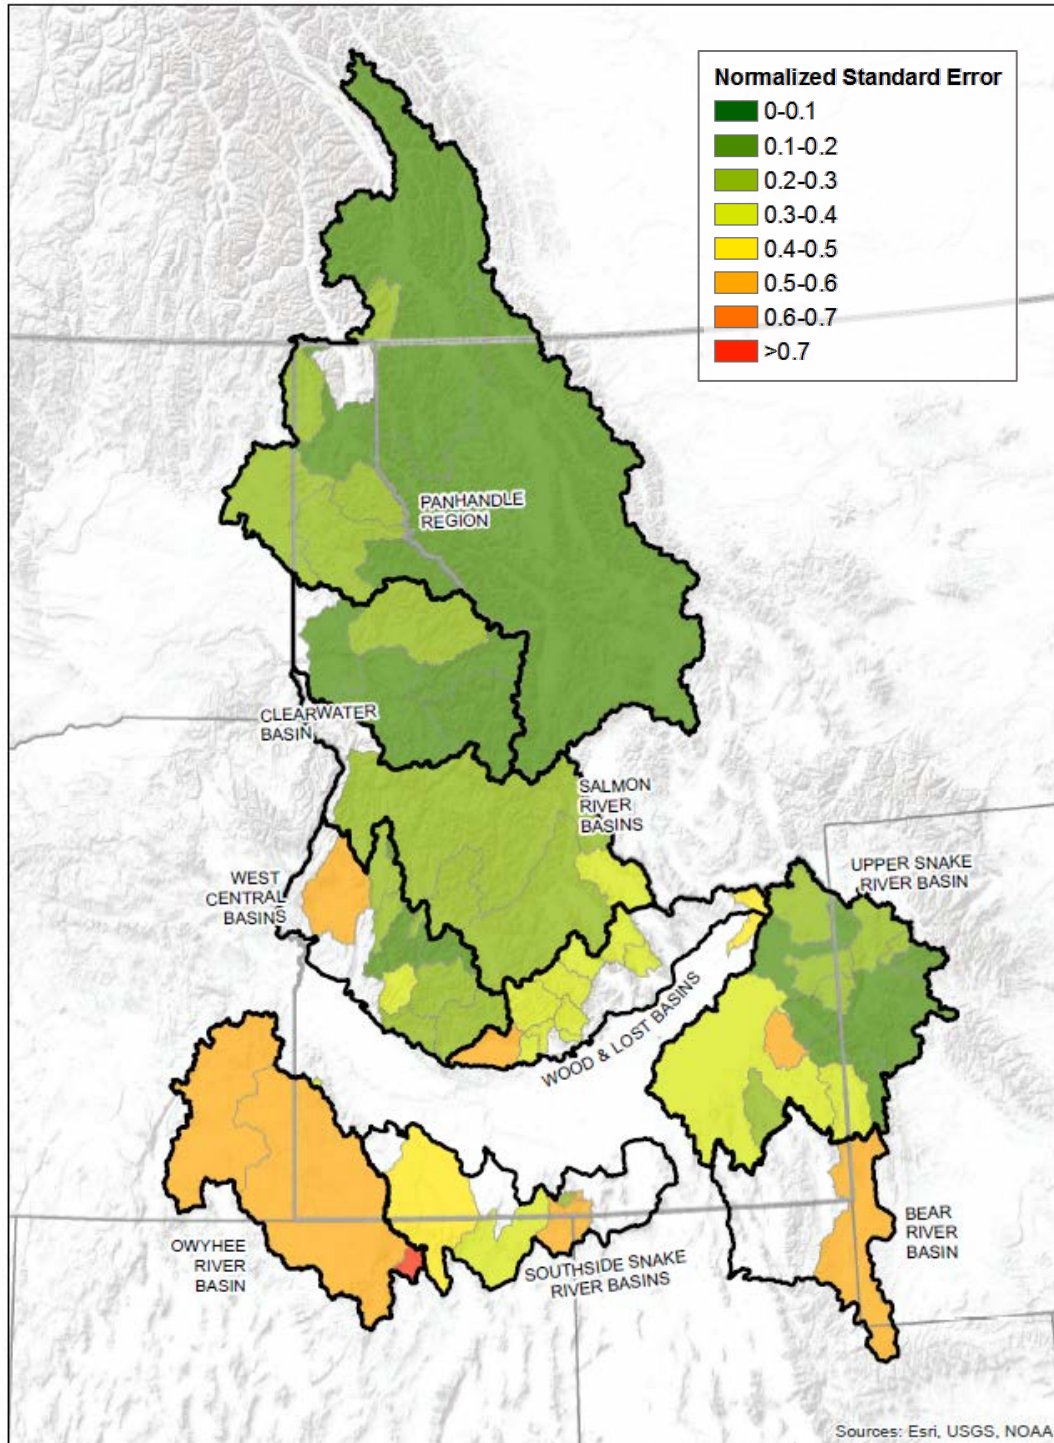 Normalized Standard Error
0-0.1
0.1-0.2
0.2-0.3
0.3-0.4
0.4-0.5
0.5-0.6
0.6-0.7
>0.7
PANHANDLE
REGION
CLEARWATER
BASIN
SALMON
RIVER
BASINS
WEST
CENTRAL
BASINS
UPPER SNAKE
RIVER BASIN
WOOD & LOST BASINS
OWYHEE
RIVER
BASIN
SOUTHSIDE SNAKE
RIVER BASINS
BEAR
RIVER
BASIN
Sources: Esri, USGS, NOAA